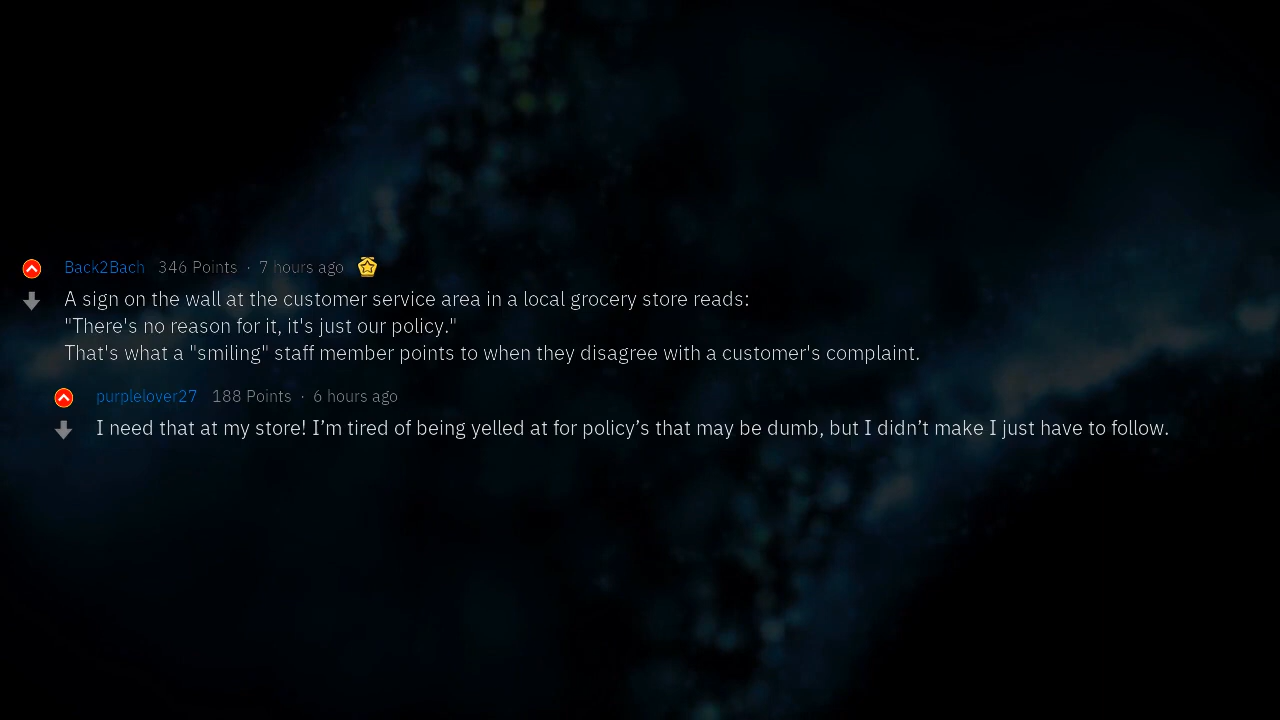 Back2Bach 346 Points · 7 hours ago
A sign on the wall at the customer service area in a local grocery store reads:
"There's no reason for it, it's just our policy."
That's what a "smiling" staff member points to when they disagree with a customer's complaint.
purplelover27 188 Points · 6 hours ago
I need that at my store! I’m tired of being yelled at for policy’s that may be dumb, but I didn’t make I just have to follow.